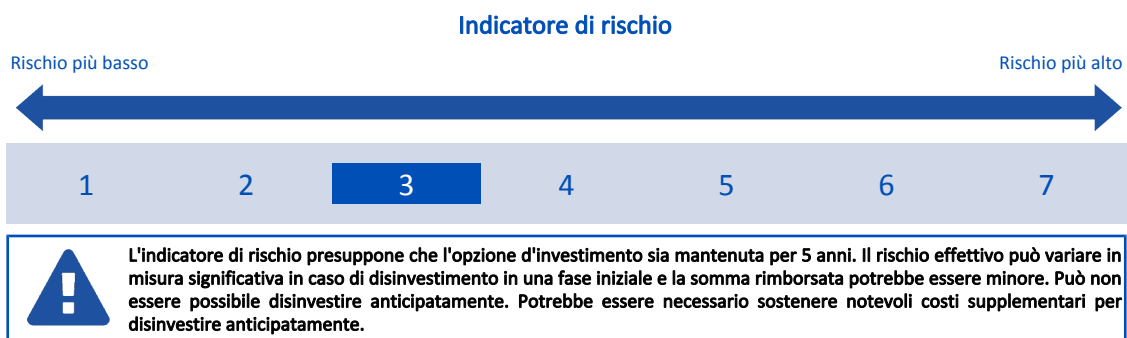 Indicatore di rischio
Rischio più basso
Rischio più alto
1 2 3 4 5 6 7
L'indicatore di rischio presuppone che l'opzione d'investimento sia mantenuta per 5 anni. Il rischio effettivo può variare in
misura significativa in caso di disinvestimento in una fase iniziale e la somma rimborsata potrebbe essere minore. Può non
essere possibile disinvestire anticipatamente. Potrebbe essere necessario sostenere notevoli costi supplementari per
disinvestire anticipatamente.